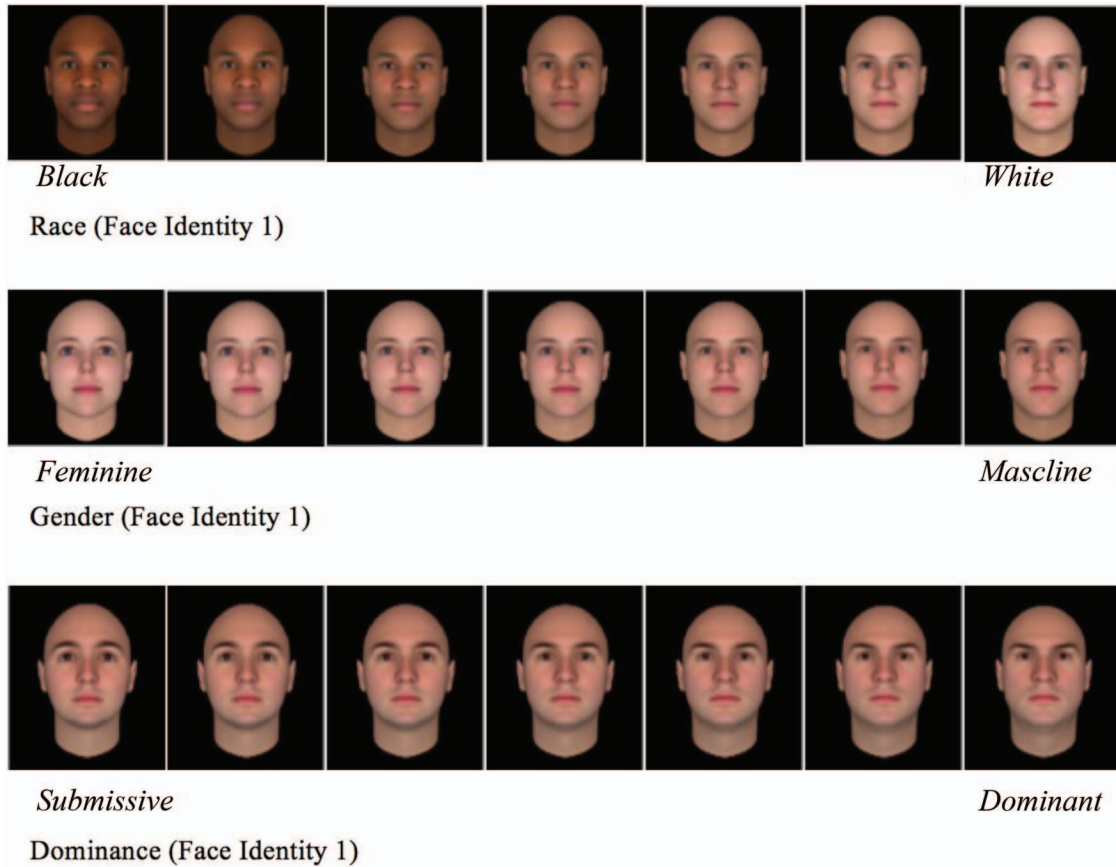 Black White
Race (Face Identity 1)
Feminine Mascline
Gender (Face Identity 1)
Submissive Dominant
Dominance (Face Identity 1)